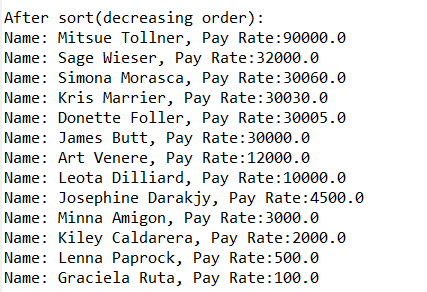 After sort(decreasing order):
Name: Mitsue Tollner, Pay Rate:90000.0
Name: Sage Wieser, Pay Rate:32000.0
Name: Simona Morasca, Pay Rate:30060.0
Name: Kris Marrier, Pay Rate:30030.0
Name: Donette Foller, Pay Rate:30005.0
Name: James Butt, Pay Rate:30000.0
Name: Art Venere, Pay Rate:12000.0
Name: Leota Dilliard, Pay Rate:10000.0
Name: Josephine Darakjy, Pay Rate:4500.0
Name: Minna Amigon, Pay Rate:3000.0
Name: Kiley Caldarera, Pay Rate:2000.0
Name: Lenna Paprock, Pay Rate:500.0
Name: Graciela Ruta, Pay Rate:100.0